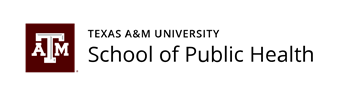 ATM
TEXAS A&M UNIVERSITY
School of Public Health